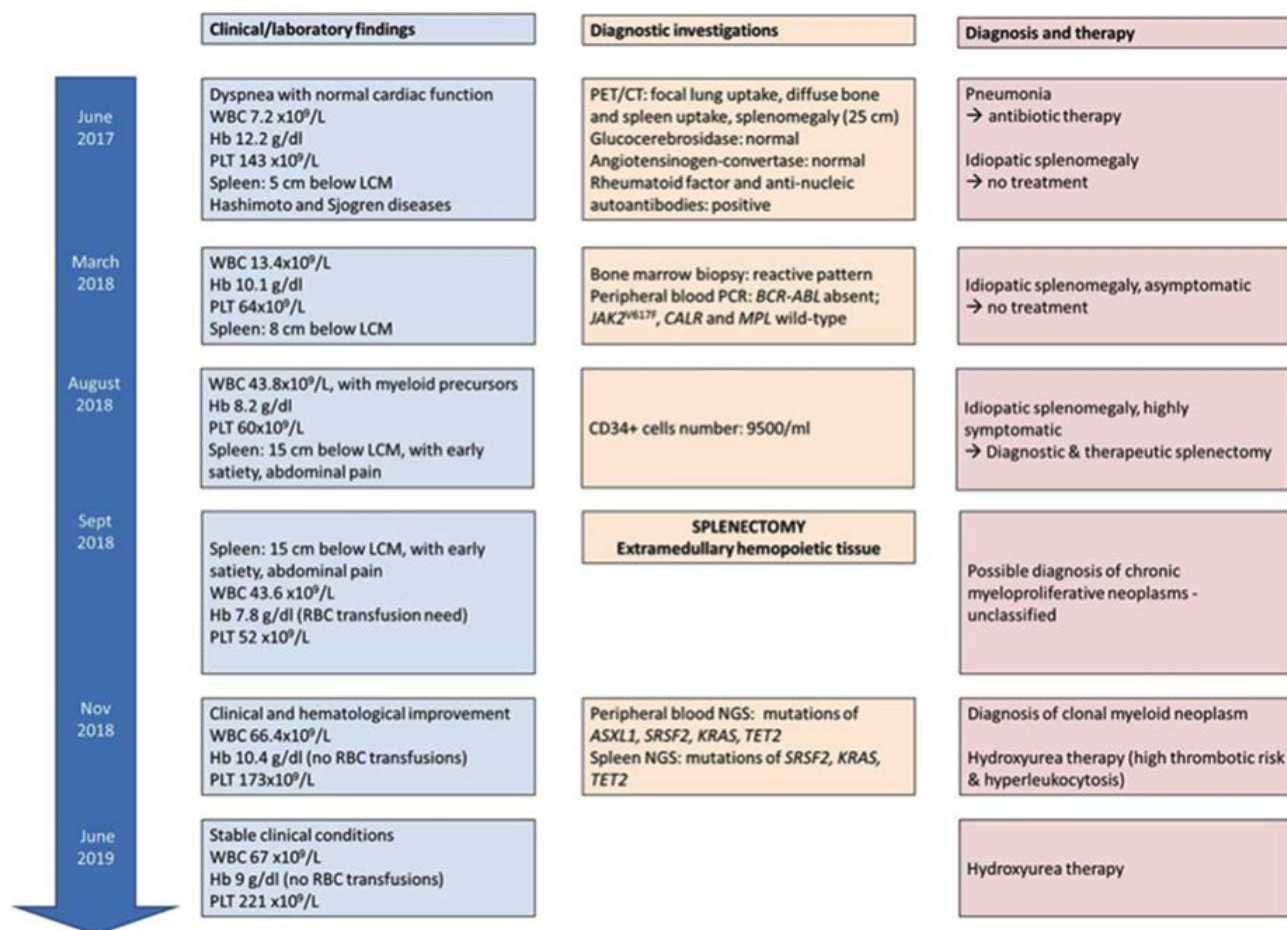 Clinical/laboratory findings
Diagnostic investigations
Diagnosis and therapy
June
2017
Dyspnea with normal cardiac function
WBC 7.2 x10⁹/L
Hb 12.2 g/dl
PLT 143 x10⁹/L
Spleen: 5 cm below LCM
Hashimoto and Sjogren diseases
PET/CT: focal lung uptake, diffuse bone
and spleen uptake, splenomegaly (25 cm)
Glucocerebrosidase: normal
Angiotensinogen-convertase: normal
Rheumatoid factor and anti-nucleic
autoantibodies: positive
Pneumonia
→ antibiotic therapy
Idiopatic splenomegaly
→ no treatment
March
2018
WBC 13.4x10⁹/L
Hb 10.1 g/dl
PLT 64x10⁹/L
Spleen: 8 cm below LCM
Bone marrow biopsy: reactive pattern
Peripheral blood PCR: BCR-ABL absent;
JAK2ⱽ⁶¹⁷ᶠ, CALR and MPL wild-type
Idiopatic splenomegaly, asymptomatic
→ no treatment
August
2018
WBC 43.8x10⁹/L, with myeloid precursors
Hb 8.2 g/dl
PLT 60x10⁹/L
Spleen: 15 cm below LCM, with early
satiety, abdominal pain
CD34+ cells number: 9500/ml
Idiopatic splenomegaly, highly
symptomatic
→ Diagnostic & therapeutic splenectomy
Sept
2018
Spleen: 15 cm below LCM, with early
satiety, abdominal pain
WBC 43.6 x10⁹/L
Hb 7.8 g/dl (RBC transfusion need)
PLT 52 x10⁹/L
SPLENECTOMY
Extramedullary hemopoietic tissue
Possible diagnosis of chronic
myeloproliferative neoplasms -
unclassified
Nov
2018
Clinical and hematological improvement
WBC 66.4x10⁹/L
Hb 10.4 g/dl (no RBC transfusions)
PLT 173x10⁹/L
Peripheral blood NGS: mutations of
ASXL1, SRSF2, KRAS, TET2
Spleen NGS: mutations of SRSF2, KRAS,
TET2
Diagnosis of clonal myeloid neoplasm
Hydroxyurea therapy (high thrombotic risk
& hyperleukocytosis)
June
2019
Stable clinical conditions
WBC 67 x10⁹/L
Hb 9 g/dl (no RBC transfusions)
PLT 221 x10⁹/L
Hydroxyurea therapy